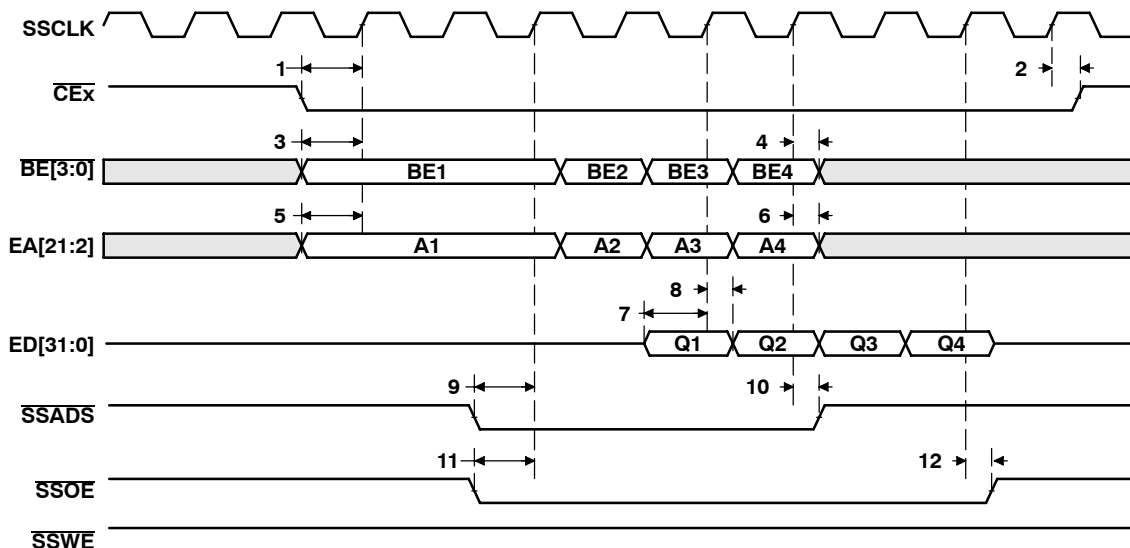 SSCLK
1
2
CEx
3
4
BE[3:0]
BE1
BE2
BE3
BE4
5
6
EA[21:2]
A1
A2
A3
A4
8
7
ED[31:0]
Q1
Q2
Q3
Q4
9
10
SSADS
11
12
SSOE
SSWE